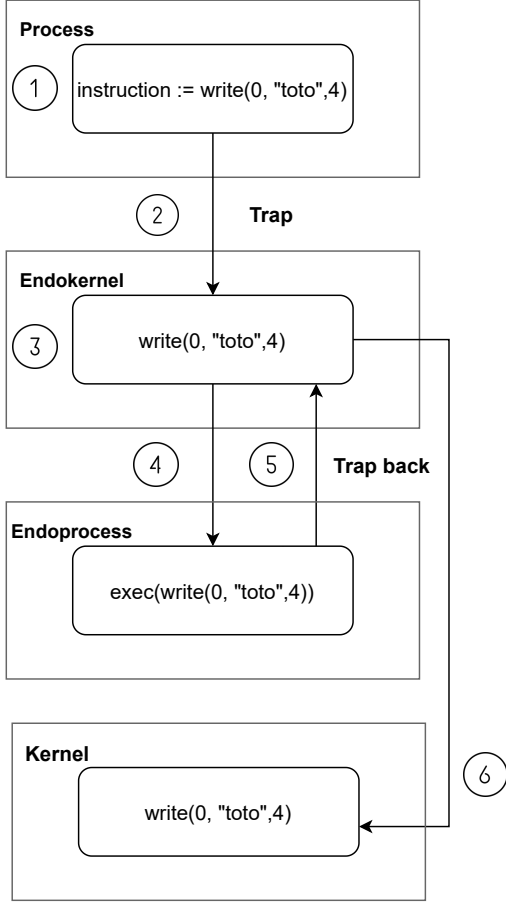 Process
1
instruction := write(0, "toto",4)
2
Trap
Endokernel
3
write(0, "toto",4)
4
5
Trap back
Endoprocess
exec(write(0, "toto",4))
Kernel
6
write(0, "toto",4)